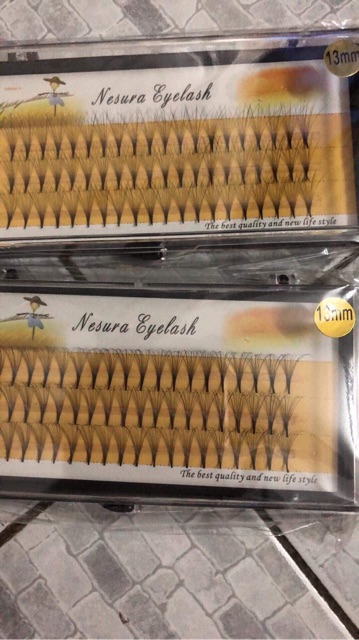 13mm
Nesura Eyelash
The best quality and new life style
Nesura Eyelash
The best quality and new life style